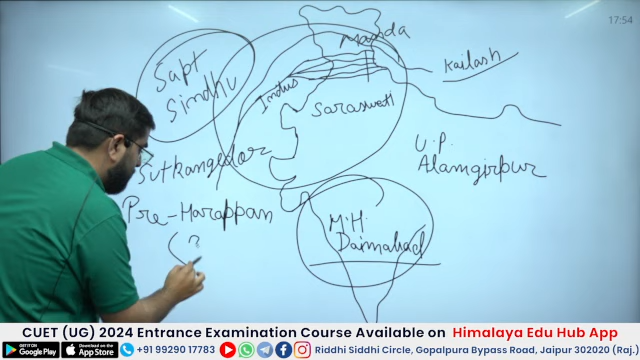 17:54
Manda
Sapt
Sindhu
Kailash
Indus
Saraswati
U.P.
Alamgirpur
Sutkangedor
Pre-Harappan
(2
M.H.
Daimabad
CUET (UG) 2024 Entrance Examination Course Available on Himalaya Edu Hub App
GET IT ON
Google Play
Download on the
App Store
+91 99290 17783
Riddhi Siddhi Circle, Gopalpura Bypass Road, Jaipur 302020 (Raj.)